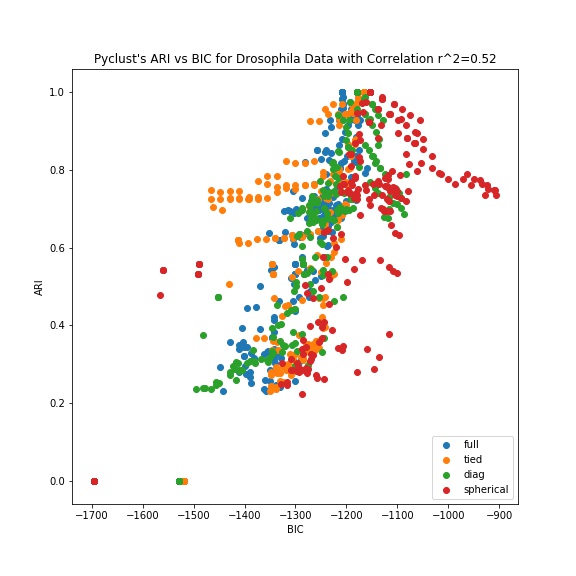 Pyclust's ARI vs BIC for Drosophila Data with Correlation r^2=0.52
1.0
0.8
0.6
0.4
0.2
0.0
ARI
−1700 −1600 −1500 −1400 −1300 −1200 −1100 −1000 −900
BIC
full
tied
diag
spherical